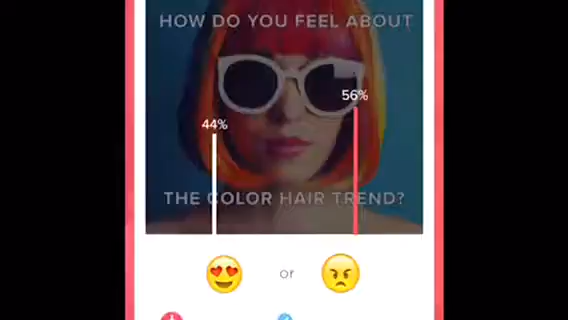 HOW DO YOU FEEL ABOUT
56%
44%
THE COLOR HAIR TREND?
or